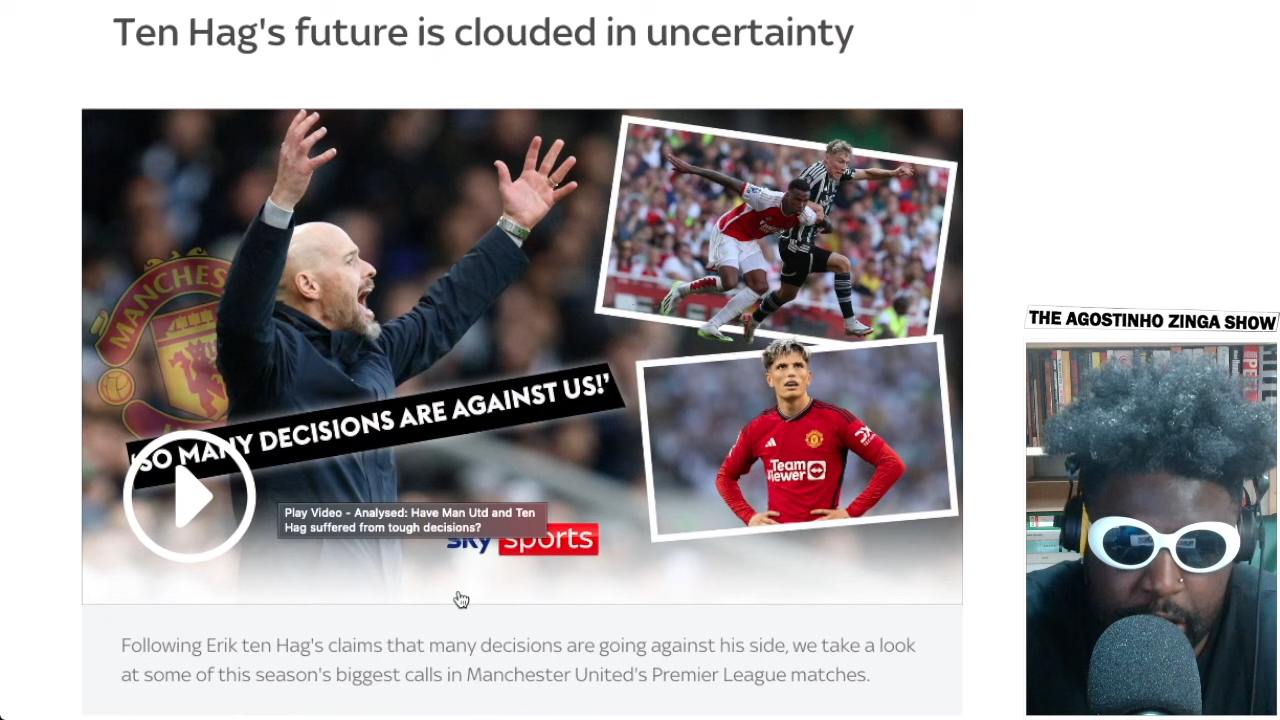 Ten Hag's future is clouded in uncertainty
MANCHES
'SO MANY DECISIONS ARE AGAINST US!'
Team
Viewer
Play Video - Analysed: Have Man Utd and Ten
Hag suffered from tough decisions?
sky sports
THE AGOSTINHO ZINGA SHOW
Following Erik ten Hag's claims that many decisions are going against his side, we take a look
at some of this season's biggest calls in Manchester United's Premier League matches.